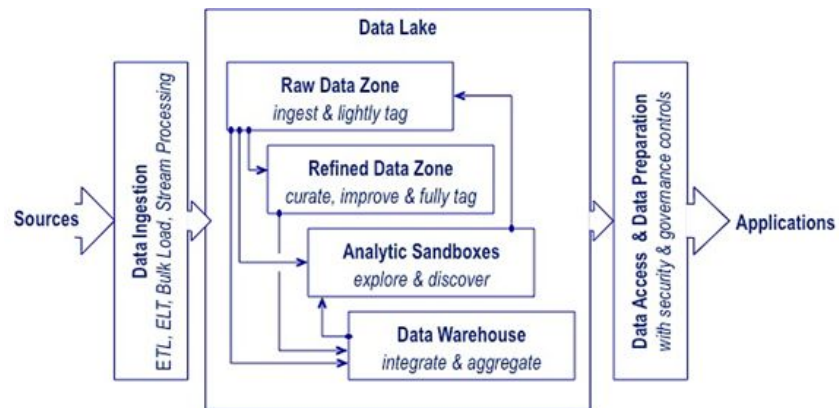 Data Lake
Sources
Data Ingestion
ETL, ELT, Bulk Load, Stream Processing
Raw Data Zone
ingest & lightly tag
Refined Data Zone
curate, improve & fully tag
Analytic Sandboxes
explore & discover
Data Warehouse
integrate & aggregate
Data Access & Data Preparation
with security & governance controls
Applications